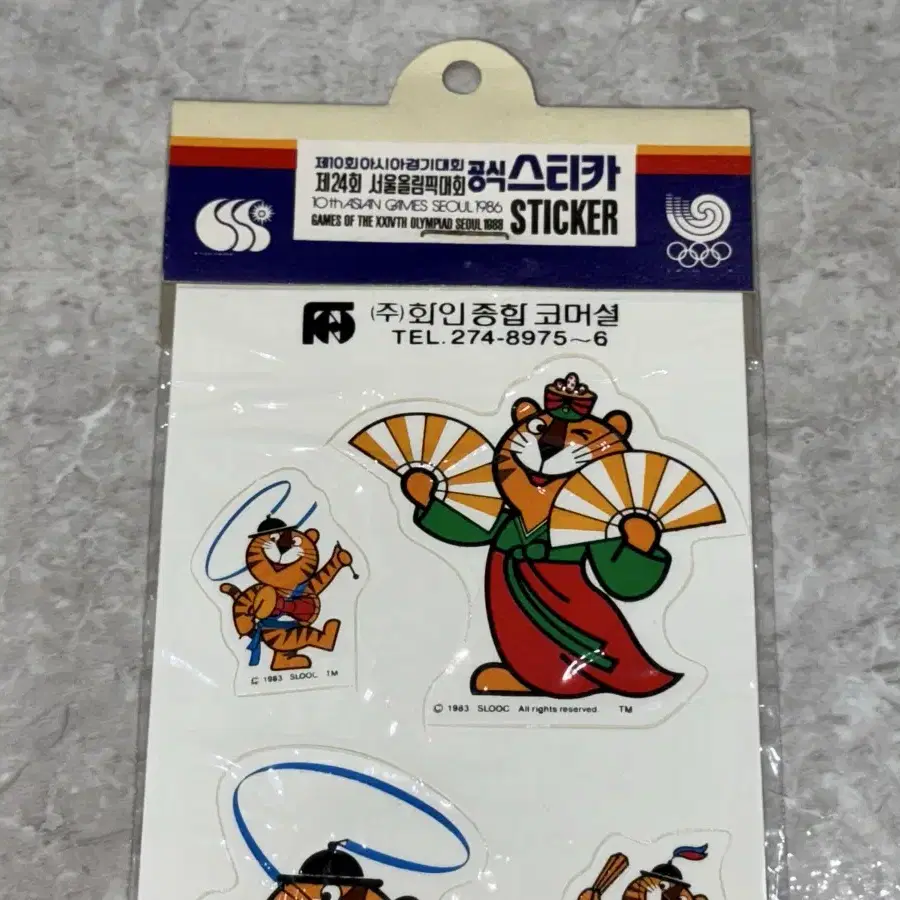 제10회아시아경기대회
제24회 서울올림픽대회
공식스티카
10th ASIAN GAMES SEOUL 1986
GAMES OF THE XXIVTH OLYMPIAD SEOUL 1988
STICKER
(주)화인종합 코머셜
TEL. 274-8975~6
© 1983 SLOOC TM
© 1983 SLOOC All rights reserved. TM